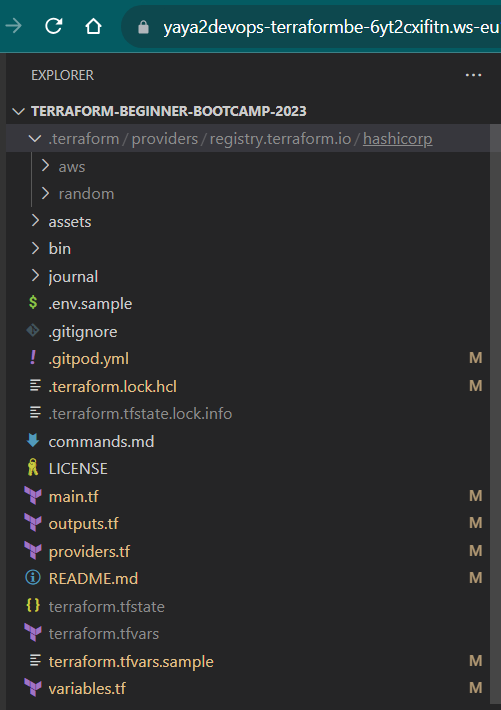 yaya2devops-terraformbe-6yt2cxifitn.ws-eu
EXPLORER ...
TERRAFORM-BEGINNER-BOOTCAMP-2023
.terraform / providers / registry.terraform.io / hashicorp
aws
random
assets
bin
journal
$ .env.sample
.gitignore
! .gitpod.yml M
.terraform.lock.hcl M
.terraform.tfstate.lock.info
commands.md
LICENSE
main.tf M
outputs.tf M
providers.tf M
README.md M
{} terraform.tfstate
terraform.tfvars
terraform.tfvars.sample M
variables.tf M